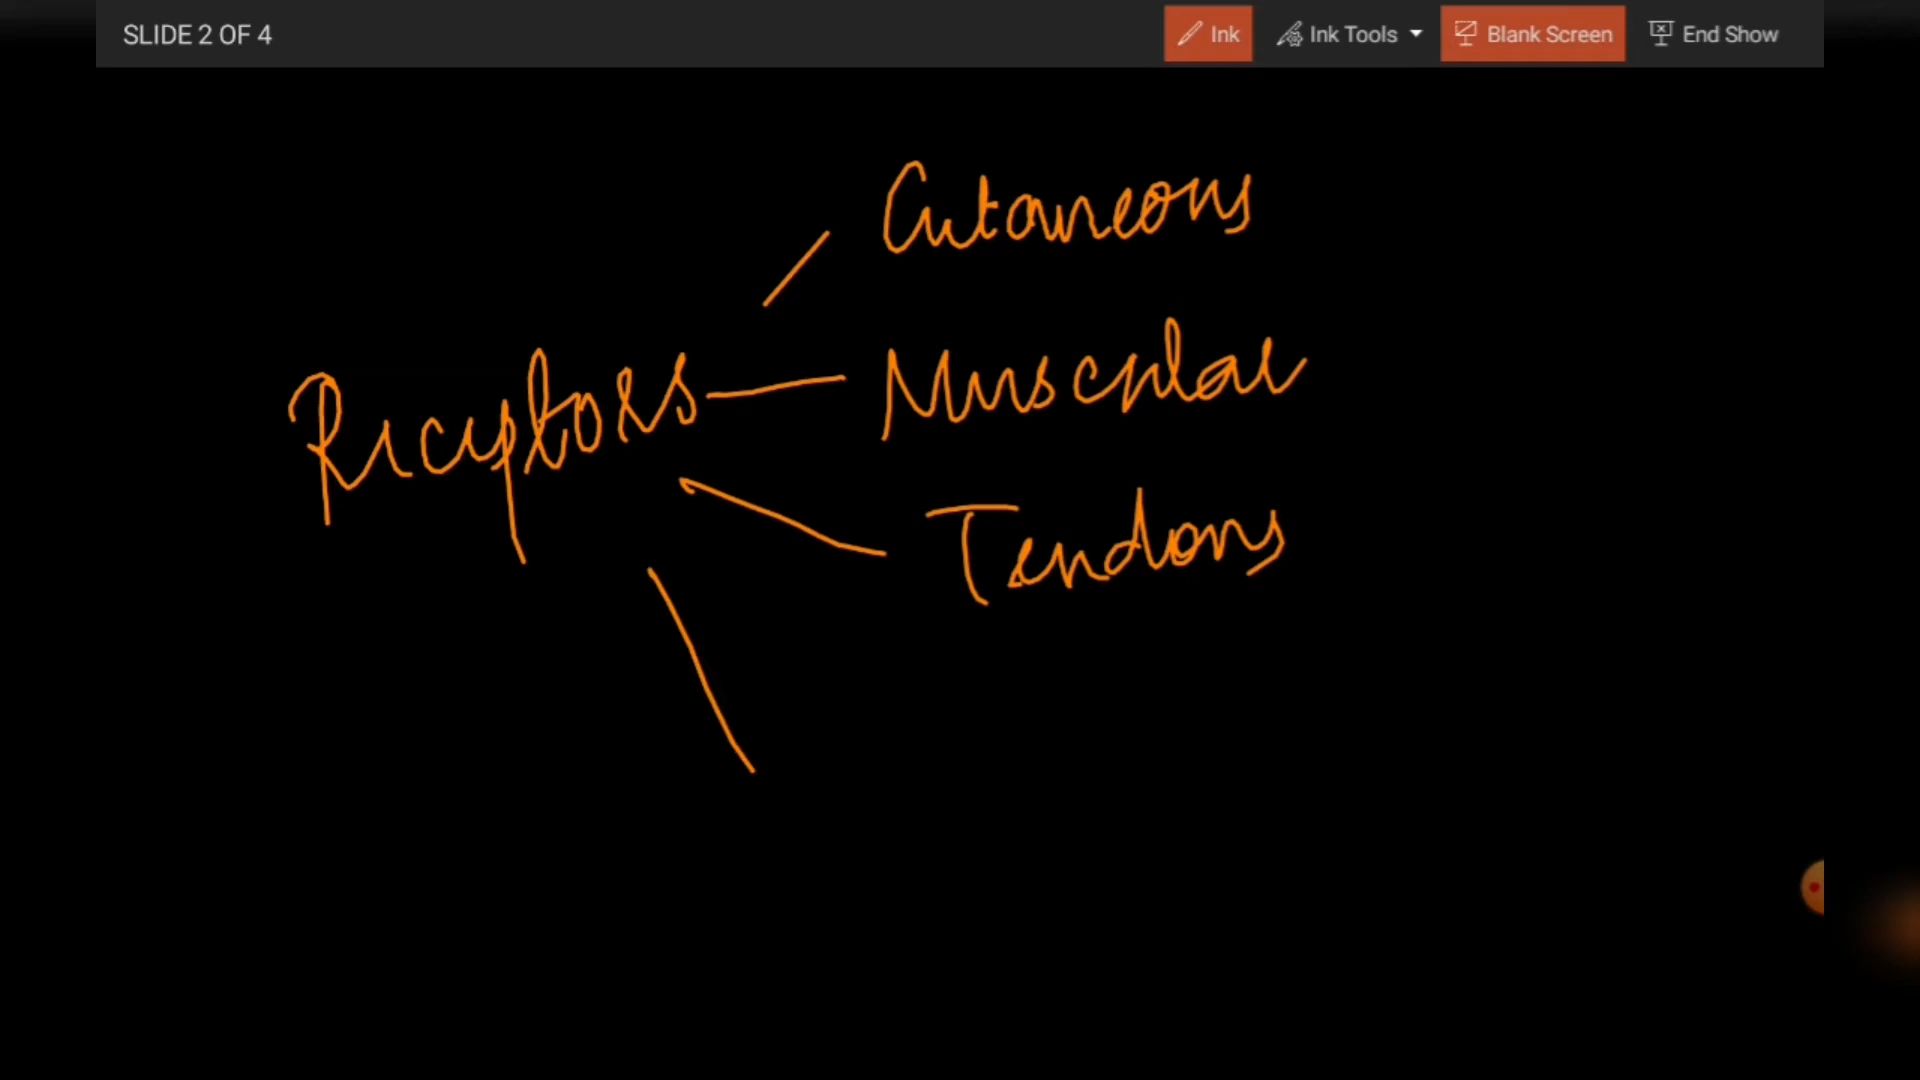 SLIDE 2 OF 4
Ink
Ink Tools
Blank Screen
End Show
Cutaneous
Receptors
Muscular
Tendons